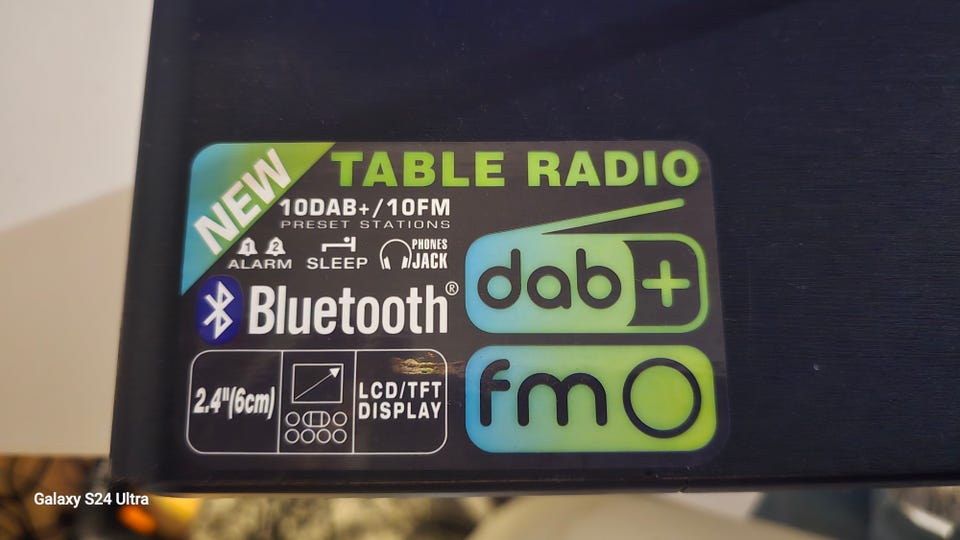 NEW
TABLE RADIO
10DAB+/10FM
PRESET STATIONS
1 2
ALARM SLEEP PHONES JACK
Bluetooth®
dab+
fm
2.4"(6cm)
LCD/TFT
DISPLAY
Galaxy S24 Ultra